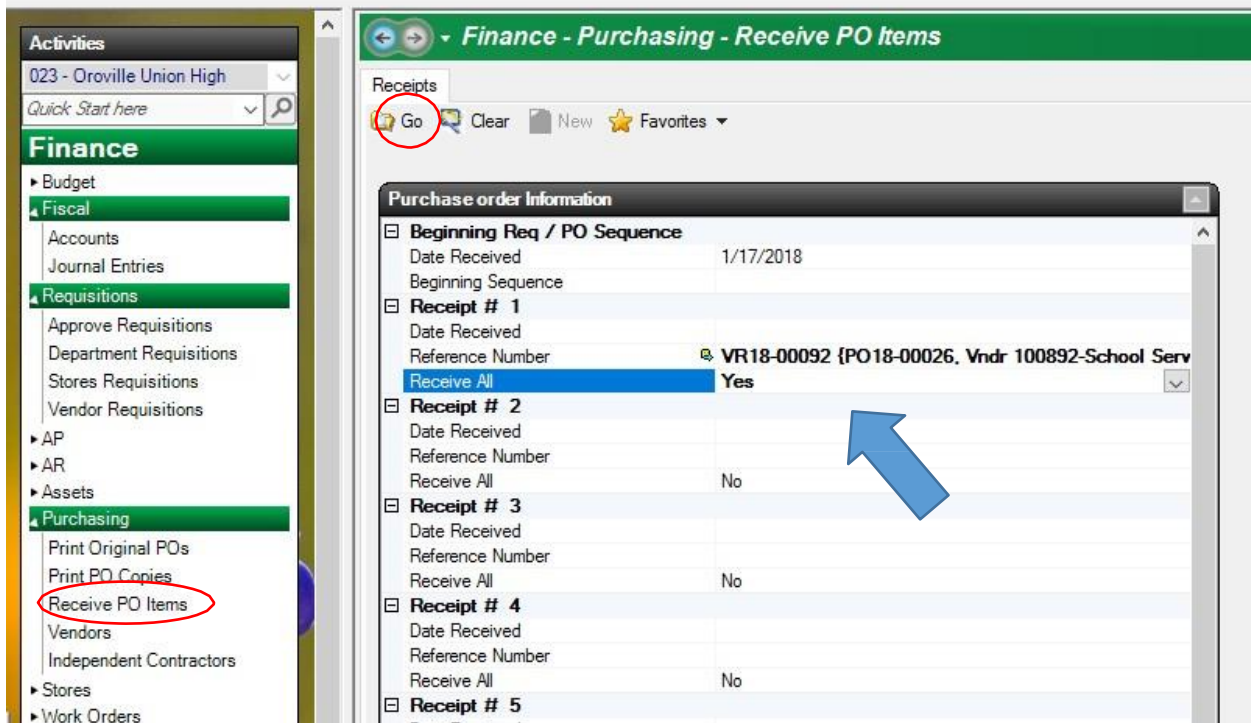 Activities
023 - Oroville Union High
Quick Start here
Finance
Budget
Fiscal
Accounts
Journal Entries
Requisitions
Approve Requisitions
Department Requisitions
Stores Requisitions
Vendor Requisitions
AP
AR
Assets
Purchasing
Print Original POs
Print PO Copies
Receive PO Items
Vendors
Independent Contractors
Stores
Work Orders
Finance - Purchasing - Receive PO Items
Receipts
Go Clear New Favorites
Purchase order Information
Beginning Req / PO Sequence
Date Received 1/17/2018
Beginning Sequence
Receipt # 1
Date Received
Reference Number VR18-00092 {PO18-00026, Vndr 100892-School Serv
Receive All Yes
Receipt # 2
Date Received
Reference Number
Receive All No
Receipt # 3
Date Received
Reference Number
Receive All No
Receipt # 4
Date Received
Reference Number
Receive All No
Receipt # 5